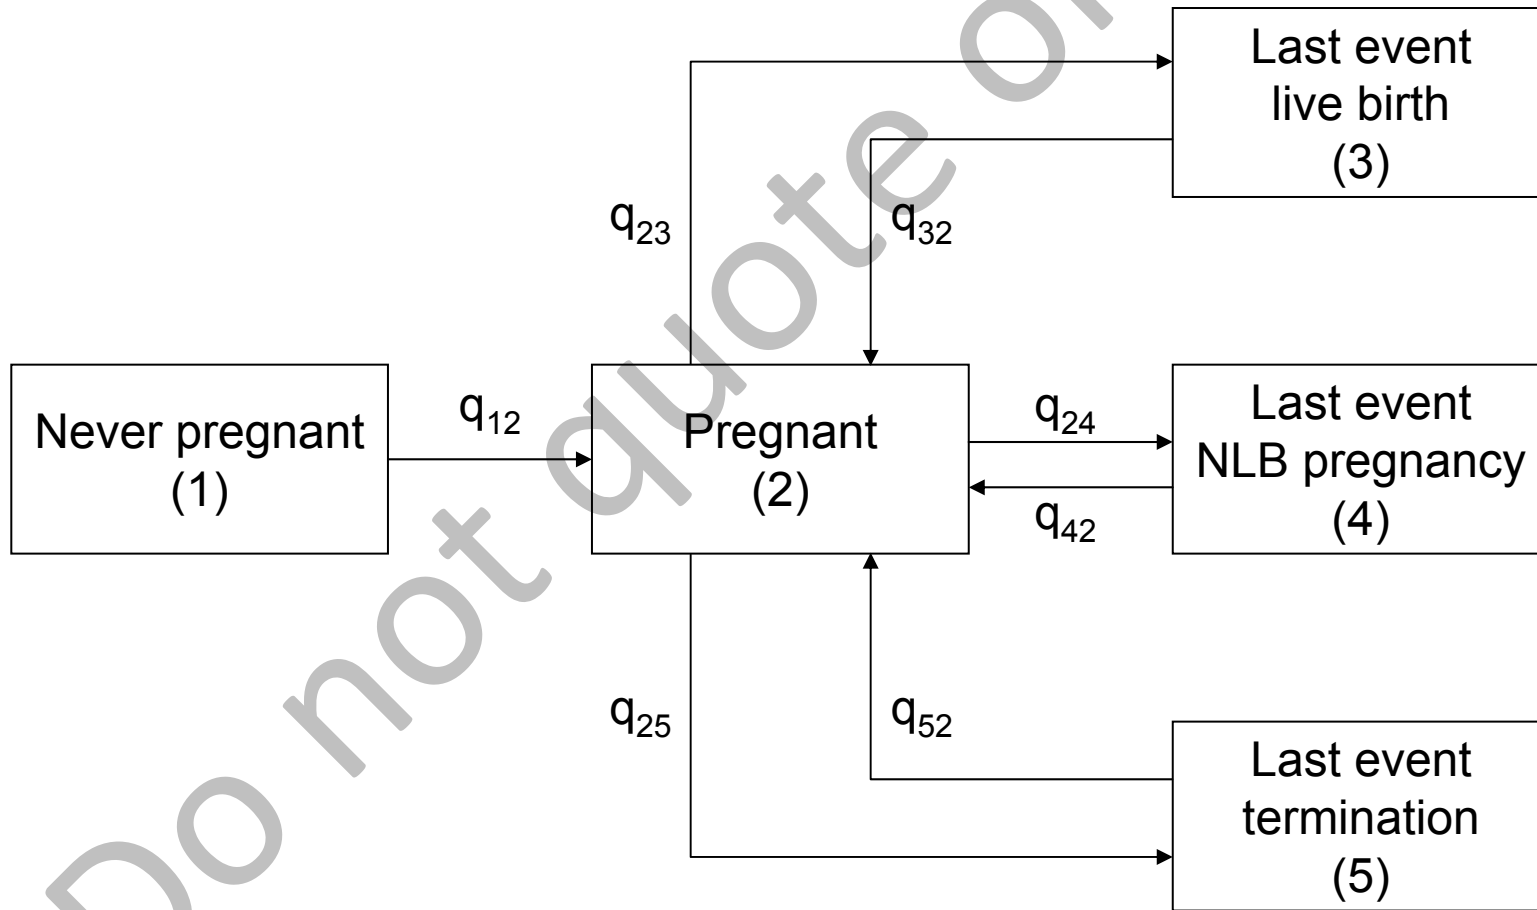 Last event
live birth
(3)
q23
q32
Never pregnant
(1)
q12
Pregnant
(2)
q24
q42
Last event
NLB pregnancy
(4)
q25
q52
Last event
termination
(5)
Do not quote or